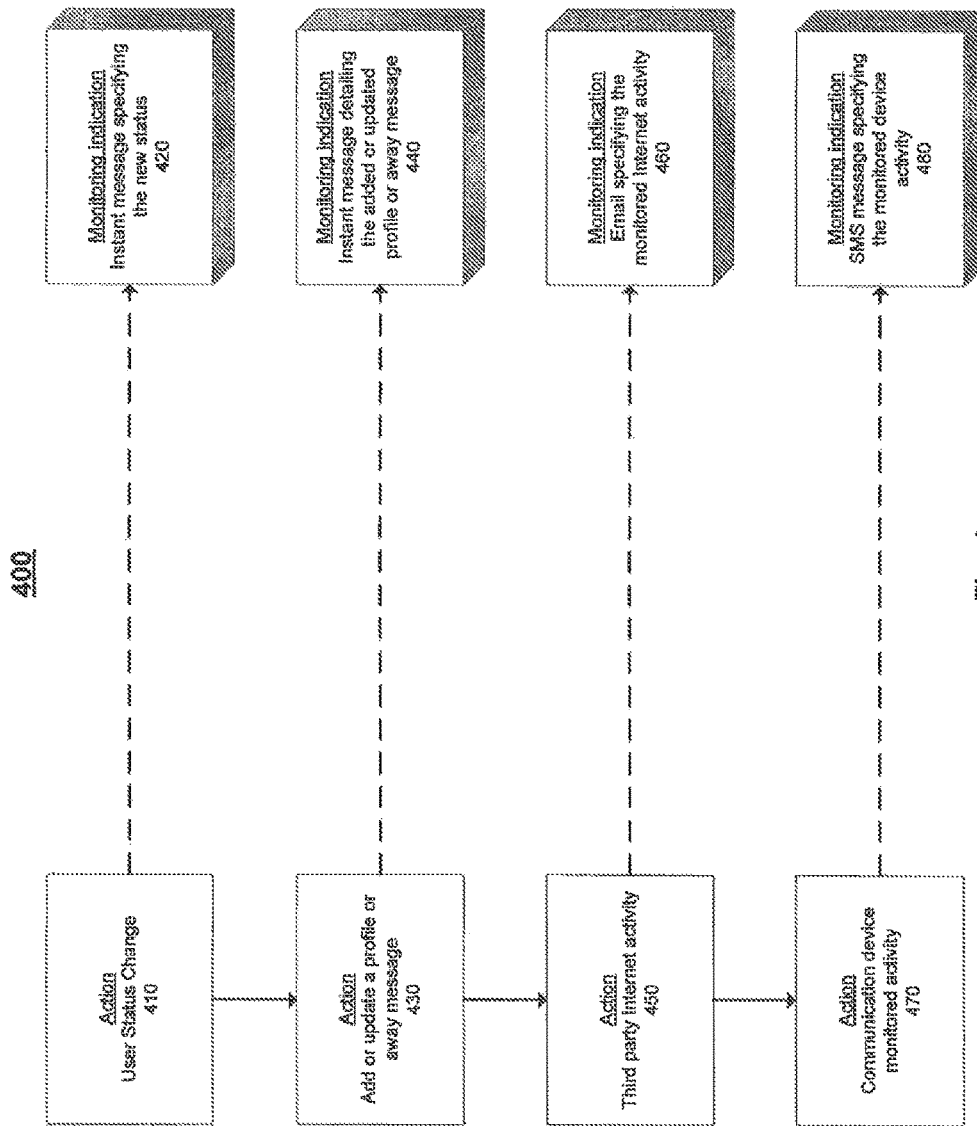 400
Action
User Status Change
410
Monitoring indication
Instant message specifying
the new status
420
Action
Add or update a profile or
away message
430
Monitoring indication
Instant message detailing
the added or updated
profile or away message
440
Action
Third party Internet activity
450
Monitoring indication
Email specifying the
monitored Internet activity
460
Action
Communication device
monitored activity
470
Monitoring indication
SMS message specifying
the monitored device
activity
480